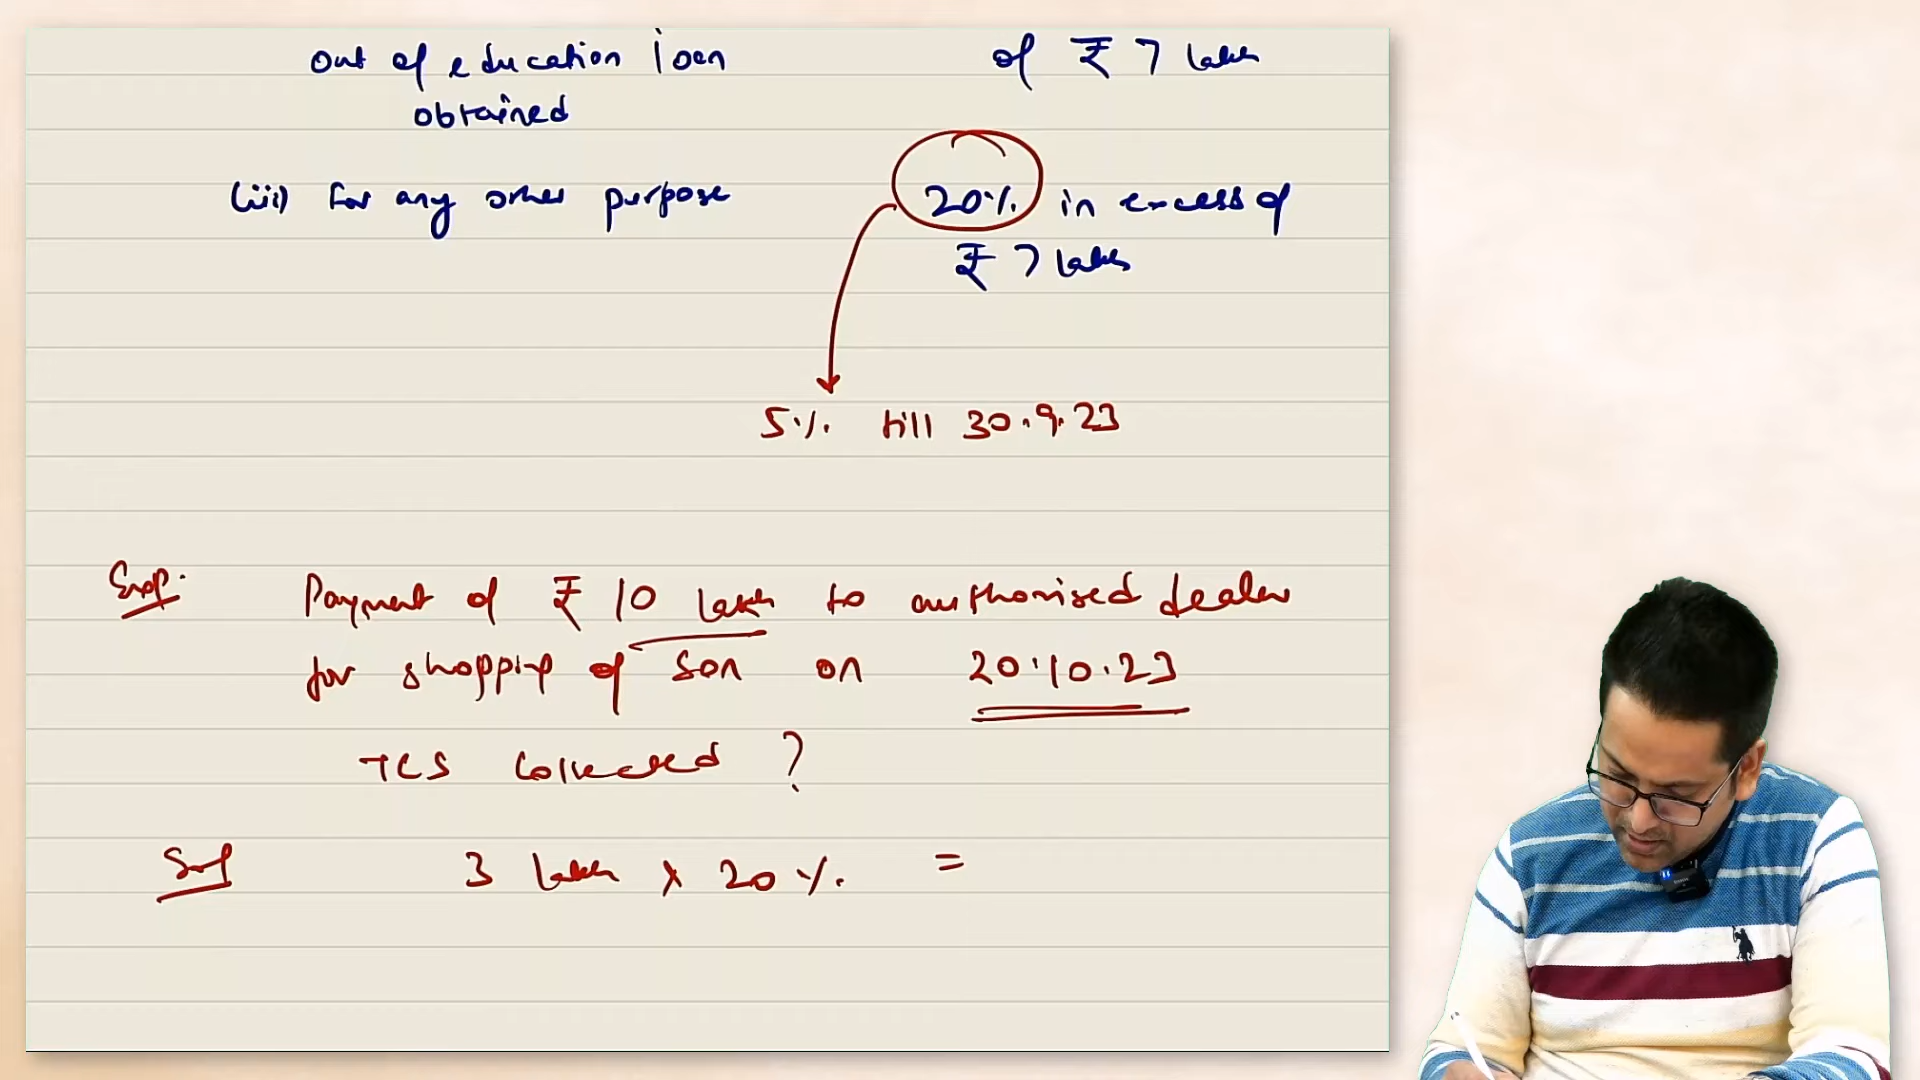 out of education loan of ₹ 7 lakh
obtained
(iii) for any other purpose 20% in excess of
₹ 7 lakh
5% till 30.9.23
Exp: Payment of ₹ 10 lakh to authorised dealer
for shopping of son on 20.10.23
TCS collected ?
Sol 3 lakh x 20% =